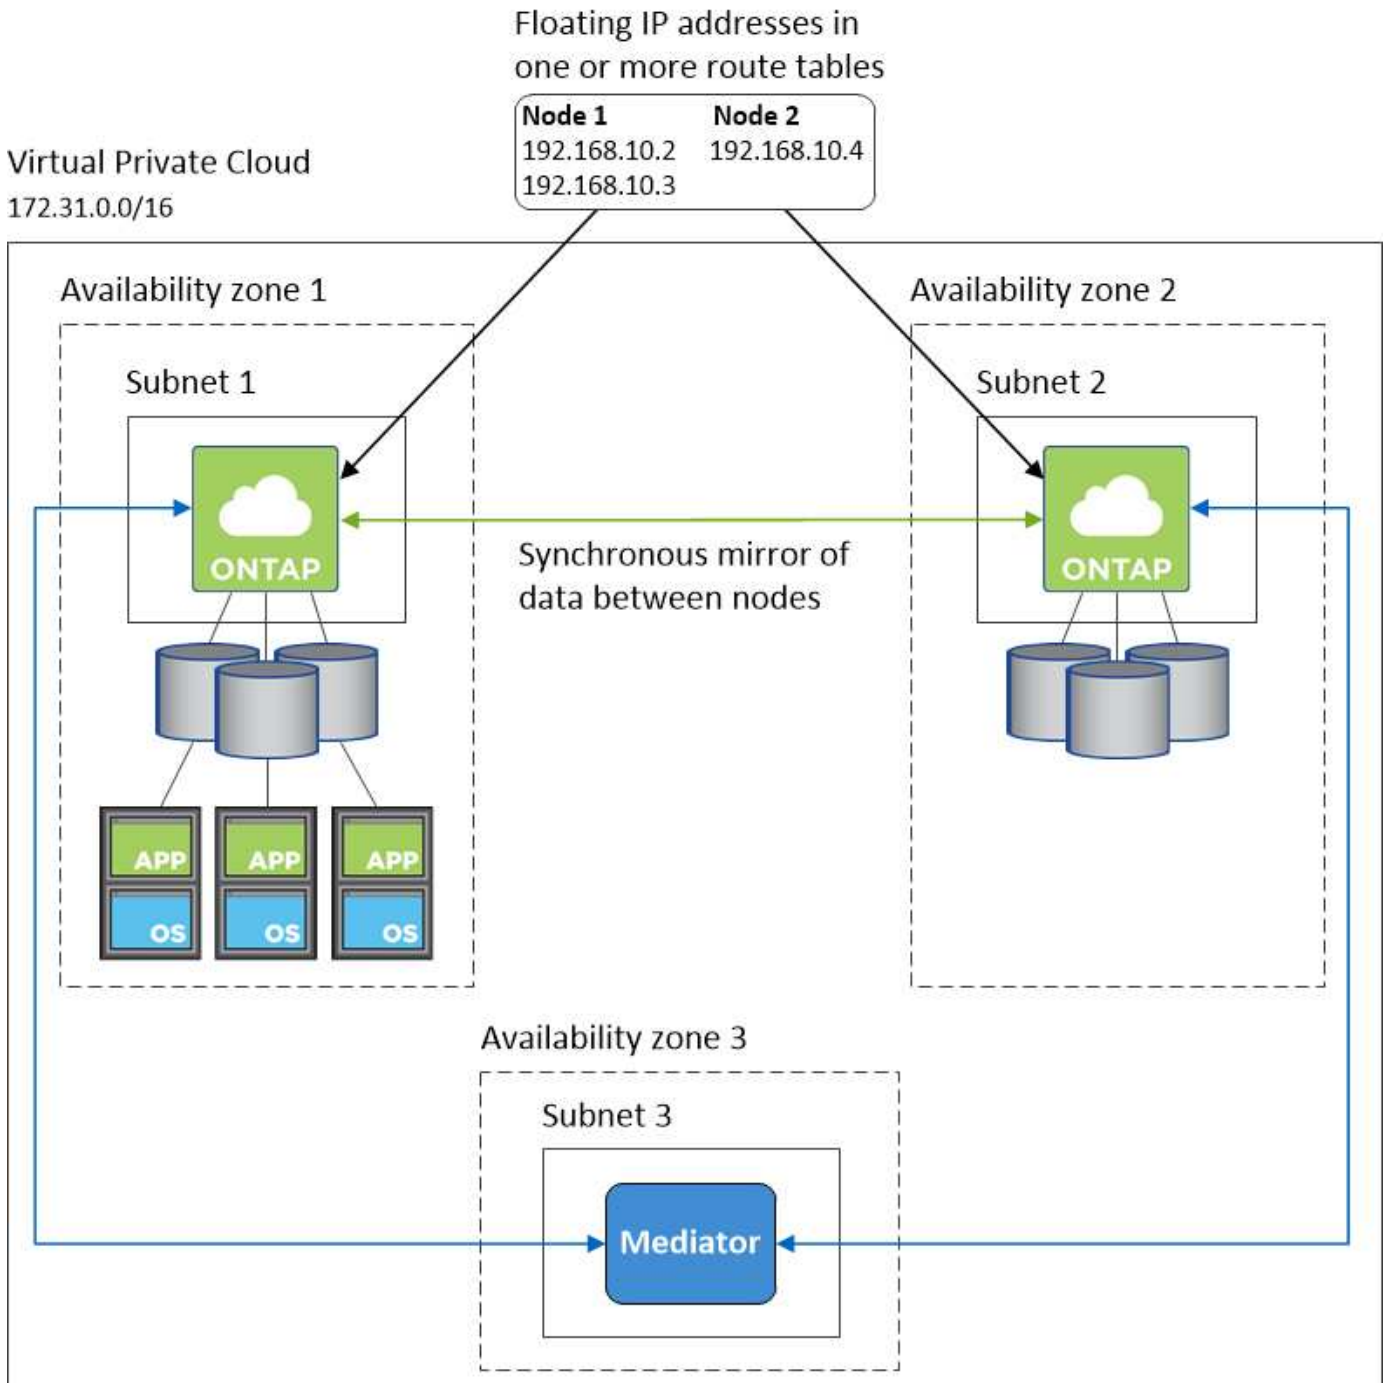 Floating IP addresses in
one or more route tables
Node 1 Node 2
192.168.10.2 192.168.10.4
192.168.10.3
Virtual Private Cloud
172.31.0.0/16
Availability zone 1
Availability zone 2
Subnet 1
Subnet 2
ONTAP
ONTAP
Synchronous mirror of
data between nodes
APP APP APP
OS OS OS
Availability zone 3
Subnet 3
Mediator